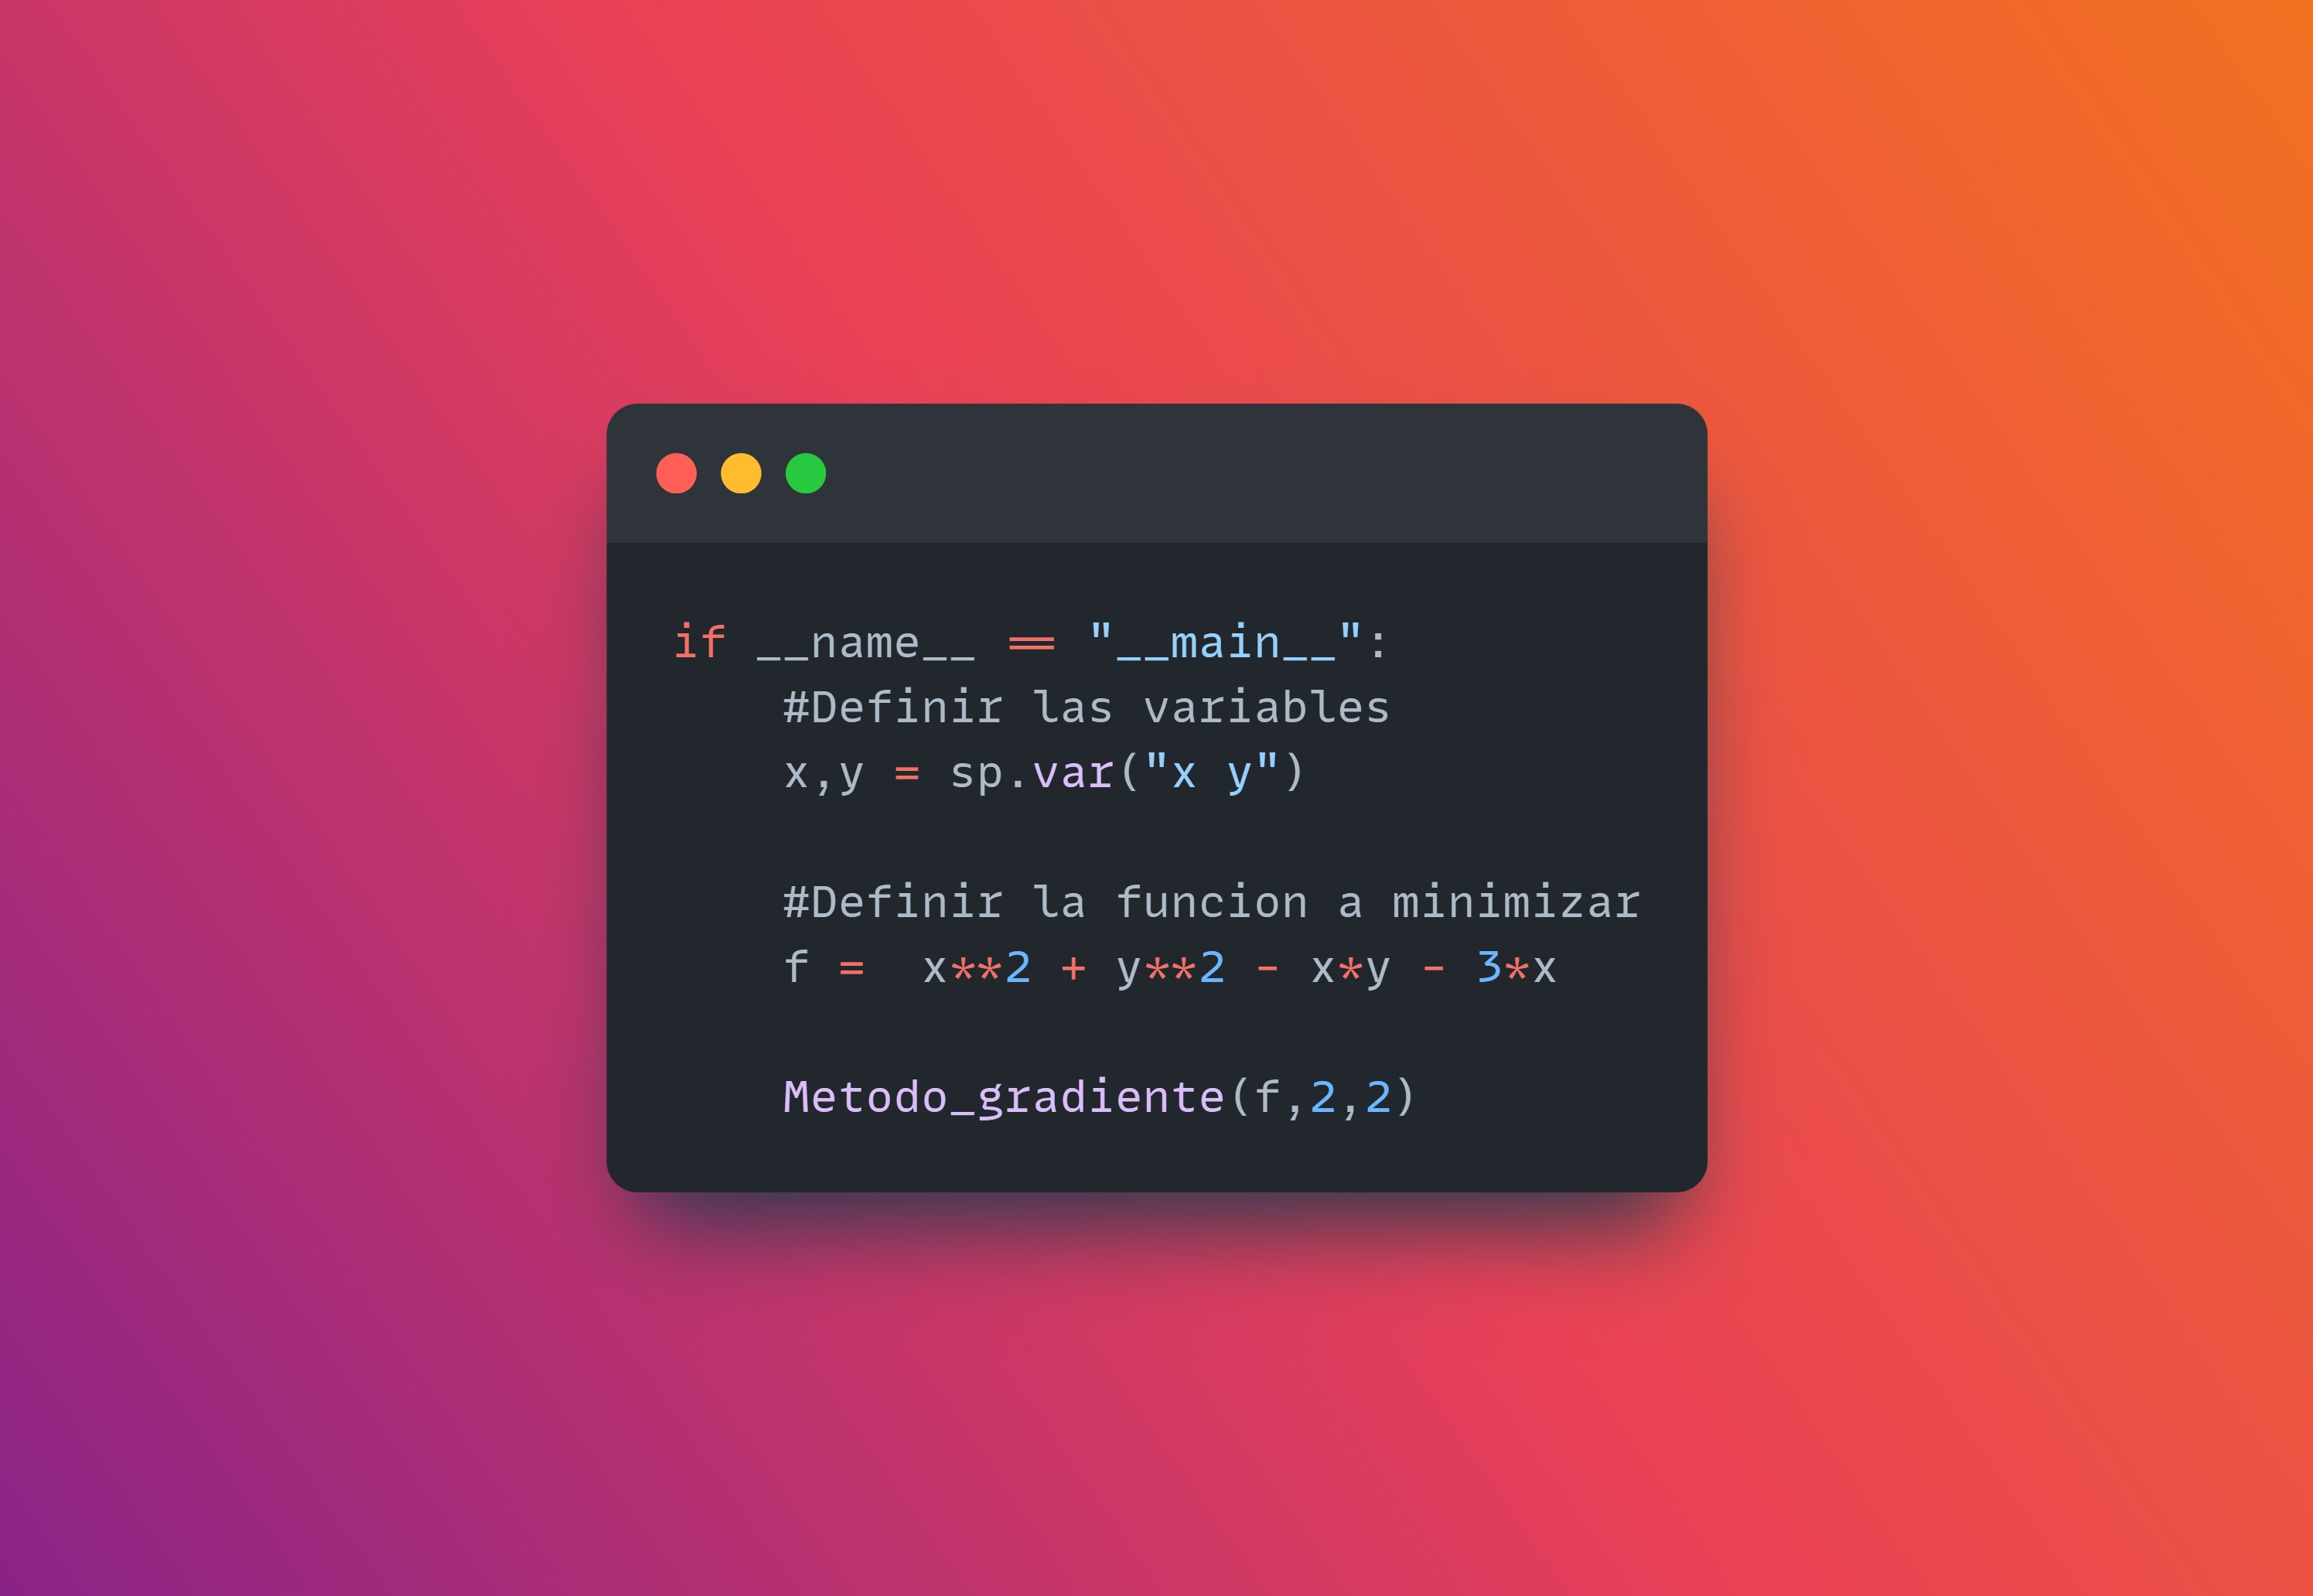 if __name__ == "__main__":
    #Definir las variables
    x,y = sp.var("x y")

    #Definir la funcion a minimizar
    f =  x**2 + y**2 - x*y - 3*x

    Metodo_gradiente(f,2,2)